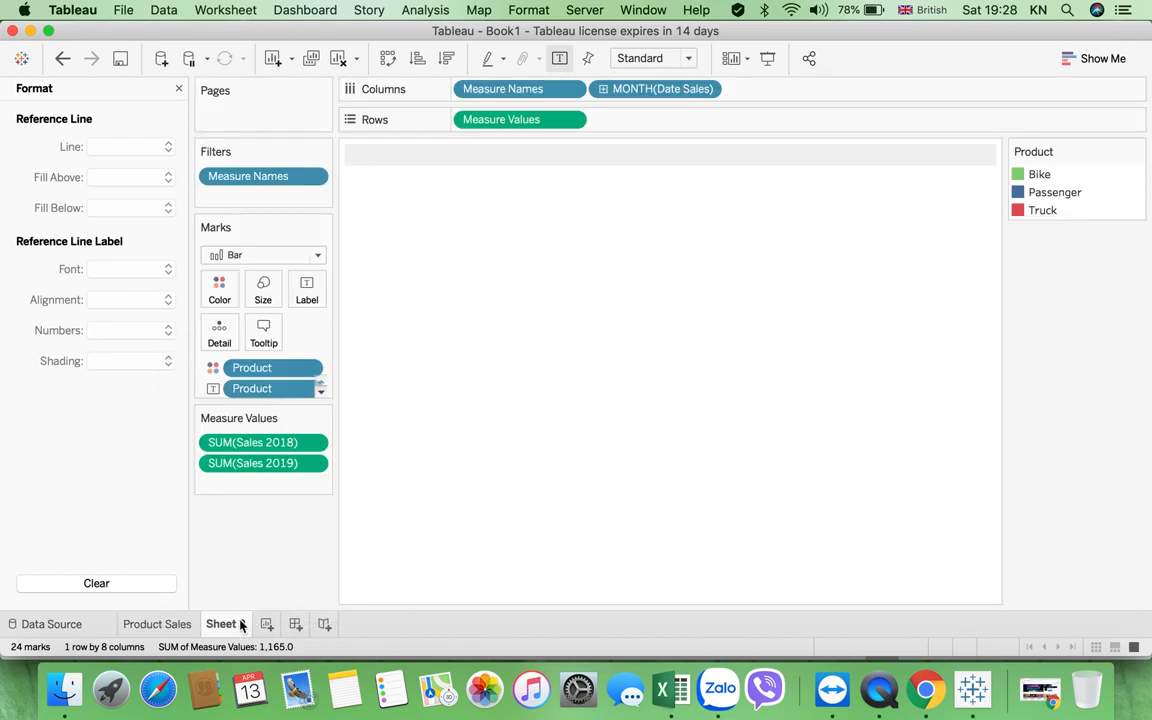 Tableau File Data Worksheet Dashboard Story Analysis Map Format Server Window Help 78% British Sat 19:28 KN
Tableau - Book1 - Tableau license expires in 14 days
Standard Show Me
Format
Reference Line
Line:
Fill Above:
Fill Below:
Reference Line Label
Font:
Alignment:
Numbers:
Shading:
Clear
Pages
Filters
Measure Names
Marks
Bar
Color Size Label
Detail Tooltip
Product
Product
Measure Values
SUM(Sales 2018)
SUM(Sales 2019)
Columns Measure Names MONTH(Date Sales)
Rows Measure Values
Product
Bike
Passenger
Truck
Data Source Product Sales Sheet
24 marks 1 row by 8 columns SUM of Measure Values: 1,165.0
APR
13
Zalo